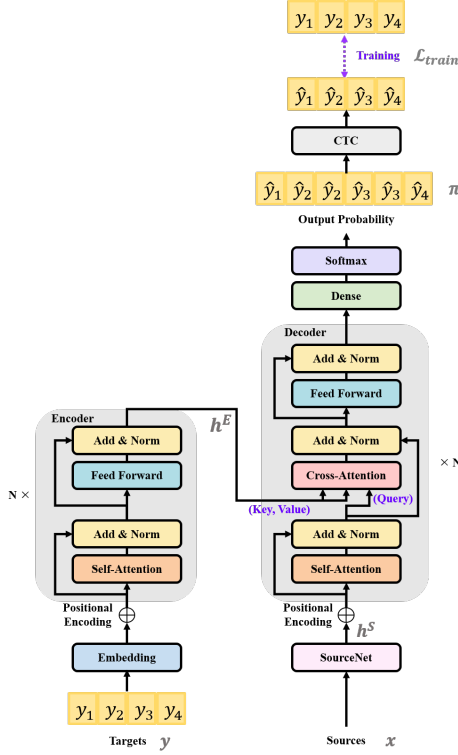 y₁ y₂ y₃ y₄
Training ℒ_train
ŷ₁ ŷ₂ ŷ₃ ŷ₄
CTC
ŷ₁ ŷ₂ ŷ₂ ŷ₃ ŷ₃ ŷ₄ π
Output Probability
Softmax
Dense
Decoder
Add & Norm
Feed Forward
Add & Norm
Cross-Attention
(Key, Value)
(Query)
Add & Norm
Self-Attention
× N
Positional
Encoding
h^S
SourceNet
Sources x
Encoder
h^E
Add & Norm
Feed Forward
N ×
Add & Norm
Self-Attention
Positional
Encoding
Embedding
y₁ y₂ y₃ y₄
Targets y